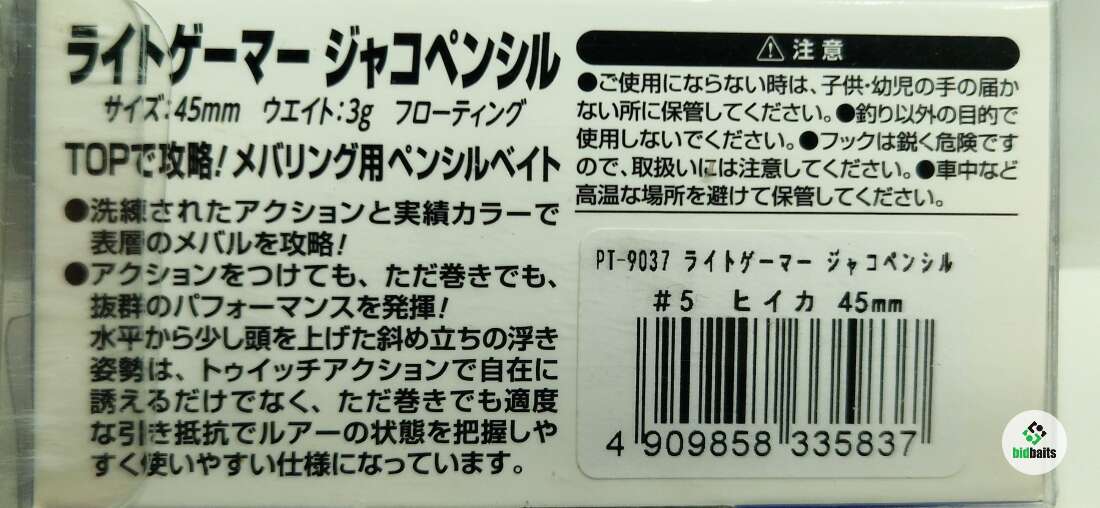 ライトゲーマー ジャコペンシル
サイズ:45mm ウエイト:3g フローティング
TOPで攻略!メバリング用ペンシルベイト
●洗練されたアクションと実績カラーで
表層のメバルを攻略!
●アクションをつけても、ただ巻きでも、
抜群のパフォーマンスを発揮!
水平から少し頭を上げた斜め立ちの浮き
姿勢は、トゥイッチアクションで自在に
誘えるだけでなく、ただ巻きでも適度
な引き抵抗でルアーの状態を把握しや
すく使いやすい仕様になっています。
⚠注意
●ご使用にならない時は、子供・幼児の手の届か
ない所に保管してください。●釣り以外の目的で
使用しないでください。●フックは鋭く危険です
ので、取扱いには注意してください。●車中など
高温な場所を避けて保管してください。
PT-9037 ライトゲーマー ジャコペンシル
#5 ヒイカ 45mm
4 909858 335837
bidbaits